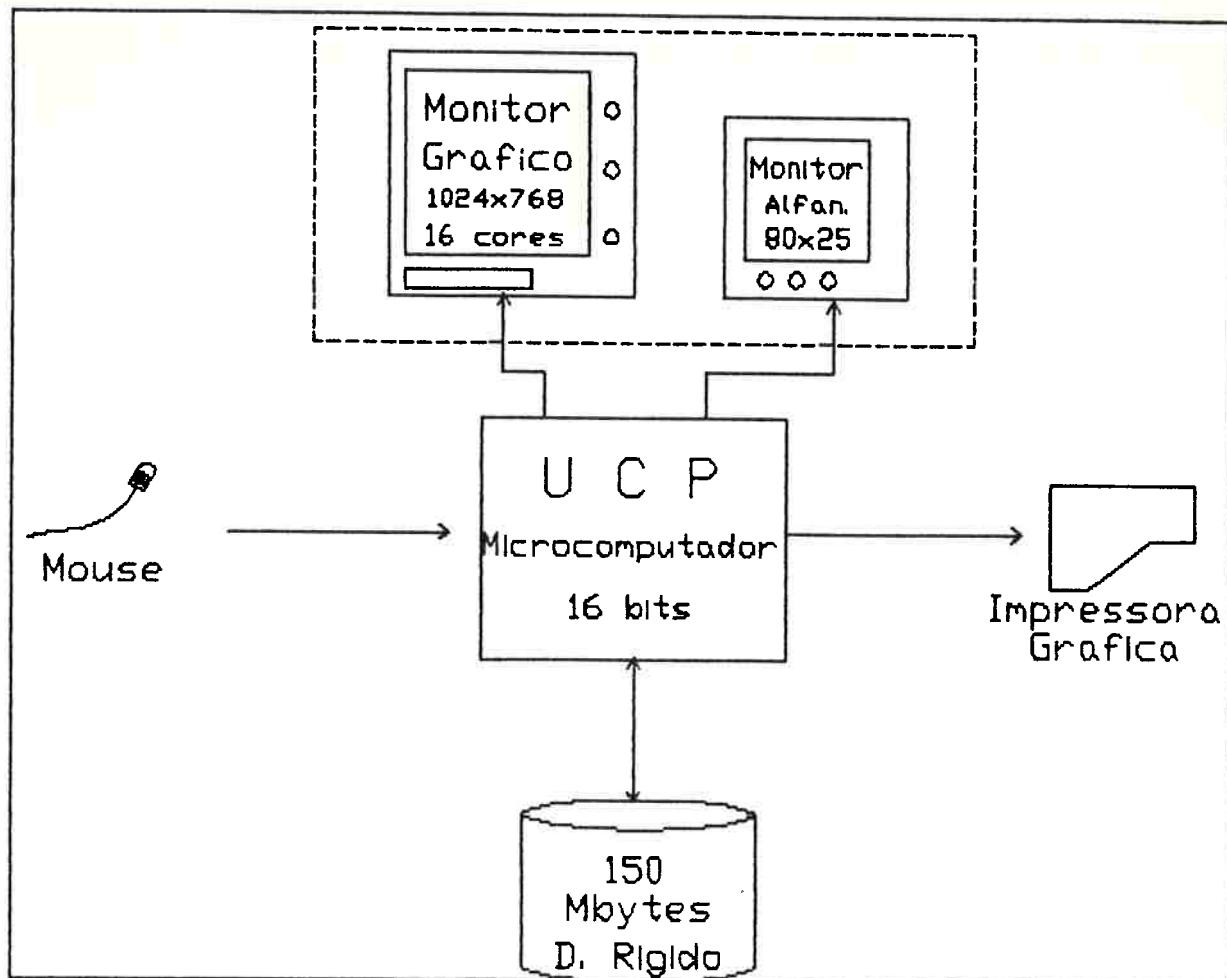 Monitor
Grafico
1024x768
16 cores
Monitor
Alfan.
80x25
U C P
Microcomputador
16 bits
Mouse
Impressora
Grafica
150
Mbytes
D. Rigido